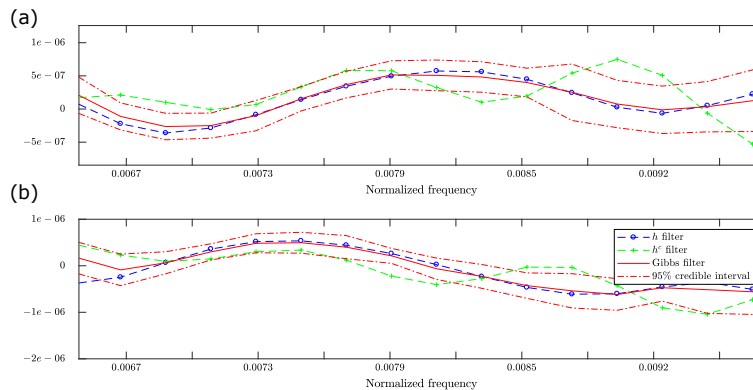 (a)
1e − 06
5e − 07
0
−5e − 07
0.0067 0.0073 0.0079 0.0085 0.0092
Normalized frequency
(b)
1e − 06
0
−1e − 06
−2e − 06
h filter
hᶜ filter
Gibbs filter
95% credible interval
0.0067 0.0073 0.0079 0.0085 0.0092
Normalized frequency